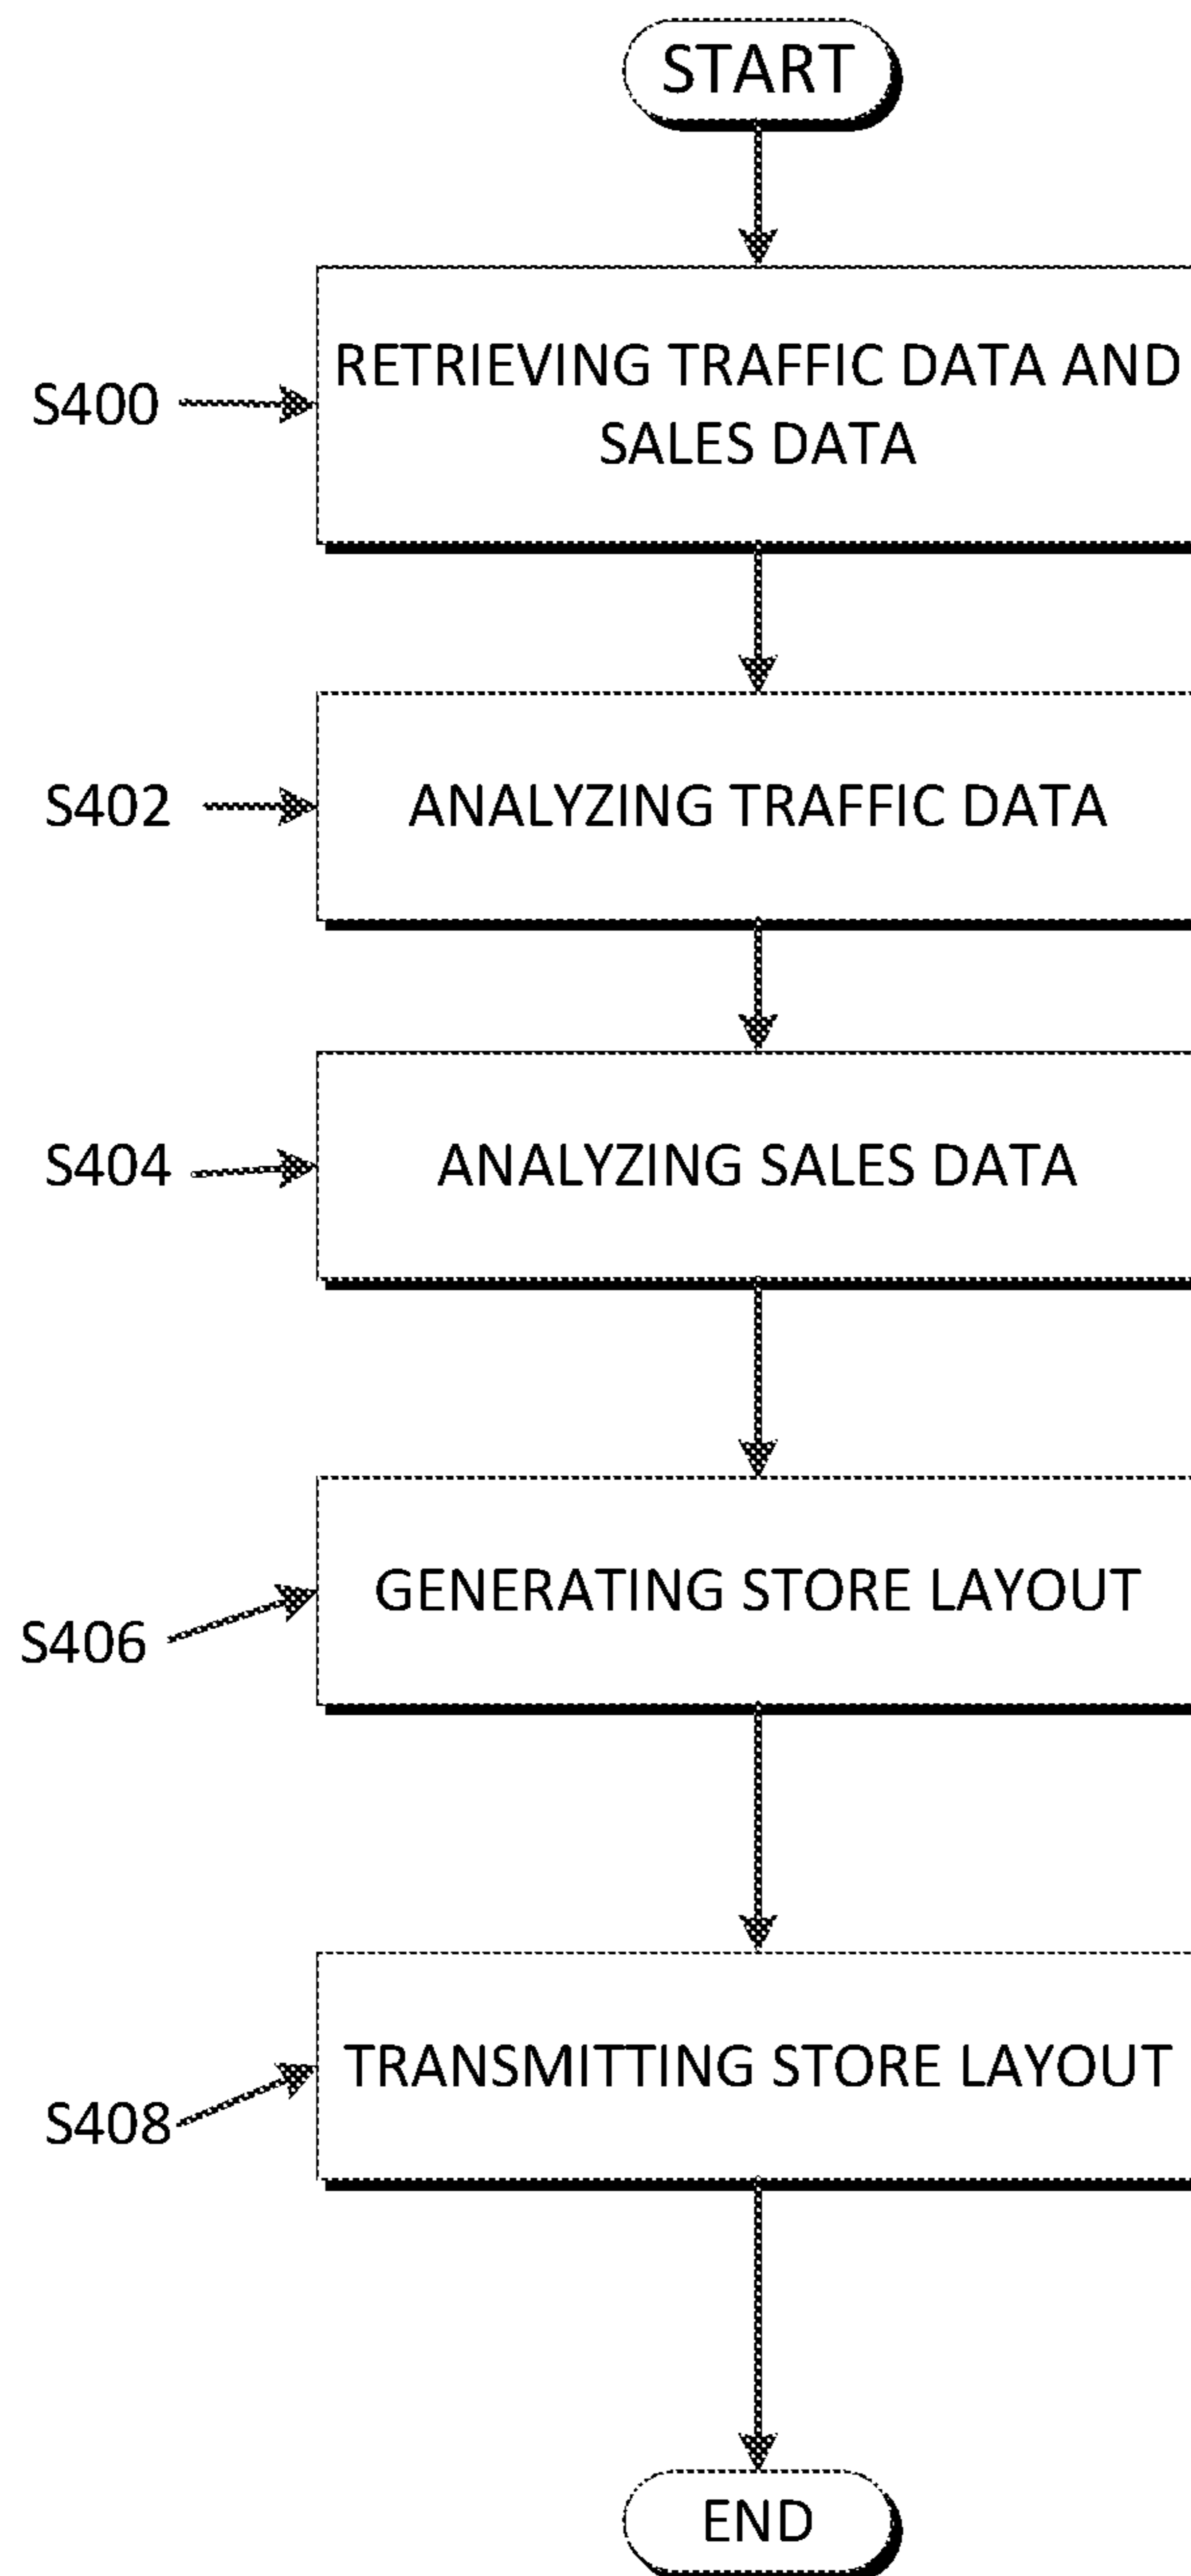 START
S400
RETRIEVING TRAFFIC DATA AND
SALES DATA
S402
ANALYZING TRAFFIC DATA
S404
ANALYZING SALES DATA
S406
GENERATING STORE LAYOUT
S408
TRANSMITTING STORE LAYOUT
END